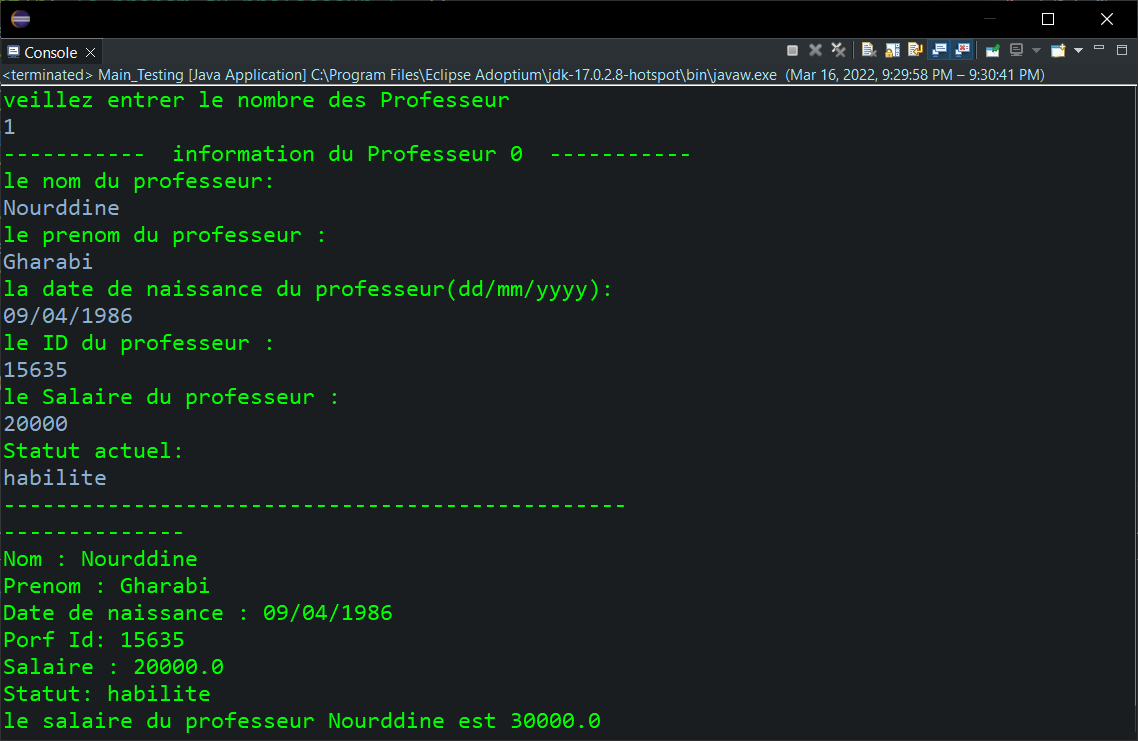 Console
<terminated> Main_Testing [Java Application] C:\Program Files\Eclipse Adoptium\jdk-17.0.2.8-hotspot\bin\javaw.exe (Mar 16, 2022, 9:29:58 PM – 9:30:41 PM)
veillez entrer le nombre des Professeur
1
----------- information du Professeur 0 -----------
le nom du professeur:
Nourddine
le prenom du professeur :
Gharabi
la date de naissance du professeur(dd/mm/yyyy):
09/04/1986
le ID du professeur :
15635
le Salaire du professeur :
20000
Statut actuel:
habilite
------------------------------------------------
--------------
Nom : Nourddine
Prenom : Gharabi
Date de naissance : 09/04/1986
Porf Id: 15635
Salaire : 20000.0
Statut: habilite
le salaire du professeur Nourddine est 30000.0